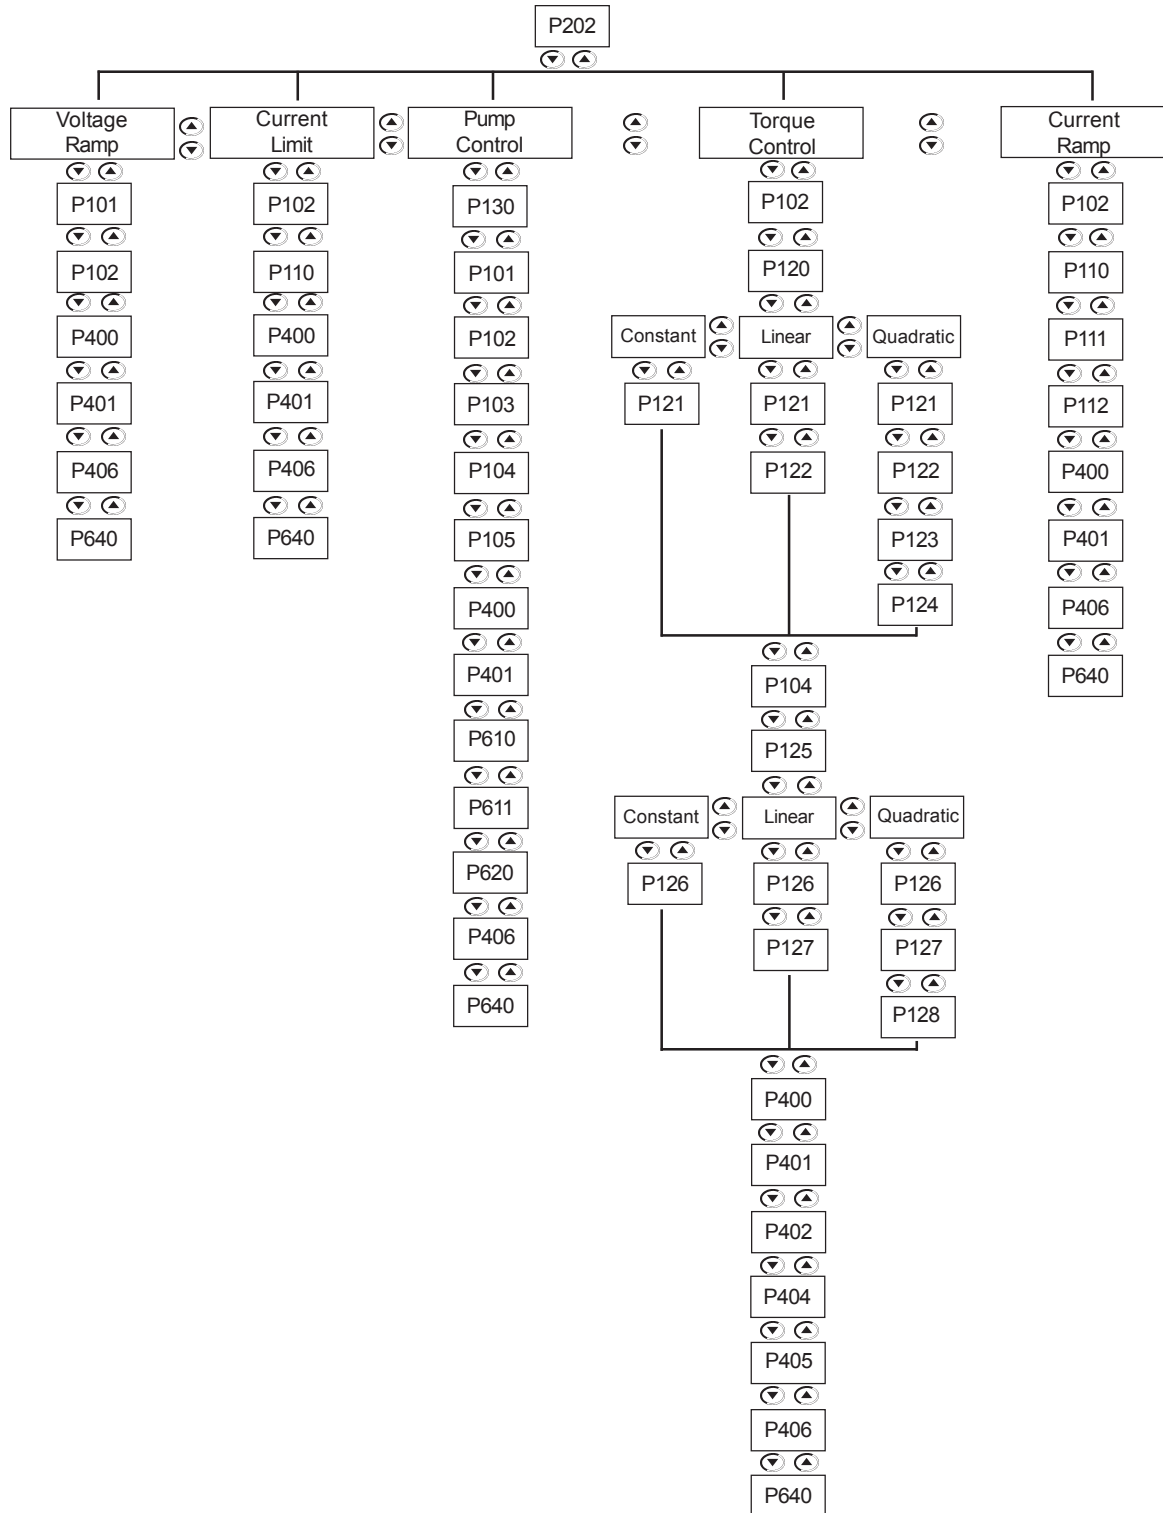 P202
Voltage
Ramp
P101
P102
P400
P401
P406
P640
Current
Limit
P102
P110
P400
P401
P406
P640
Pump
Control
P130
P101
P102
P103
P104
P105
P400
P401
P610
P611
P620
P406
P640
Torque
Control
P102
P120
Constant
P121
Linear
P121
P122
Quadratic
P121
P122
P123
P124
P104
P125
Constant
P126
Linear
P126
P127
Quadratic
P126
P127
P128
P400
P401
P402
P404
P405
P406
P640
Current
Ramp
P102
P110
P111
P112
P400
P401
P406
P640